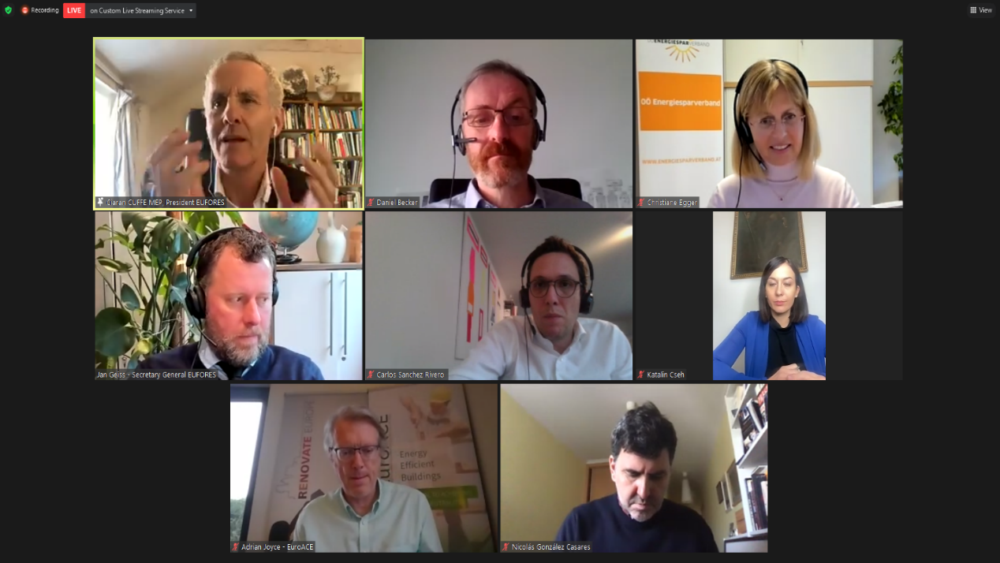 Recording
LIVE on Custom Live Streaming Service
View
ENERGIESPARVERBAND
OÖ Energiesparverband
WWW.ENERGIESPARVERBAND.AT
Ciaran CUFFE MEP, President EUFORES
Daniel Becker
Christiane Egger
Jan Geiss - Secretary General EUFORES
Carlos Sanchez Rivero
Katalin Cseh
RENOVATE EUROPE
EuroACE
Energy
Efficient
Buildings
Adrian Joyce - EuroACE
Nicolás González Casares